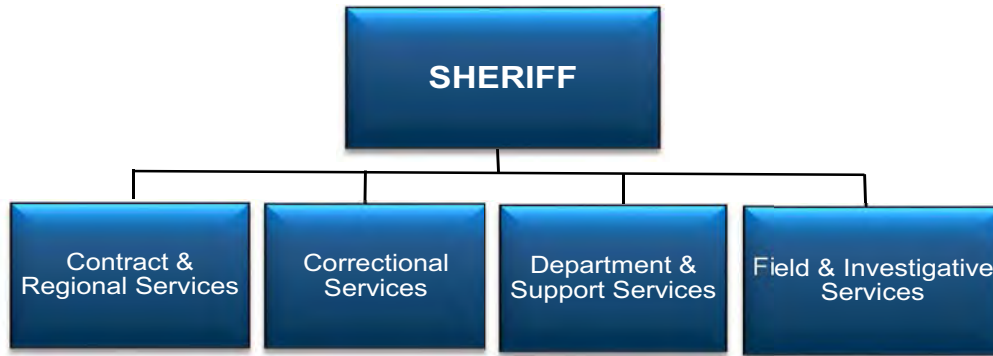 SHERIFF
Contract &
Regional Services
Correctional
Services
Department &
Support Services
Field & Investigative
Services